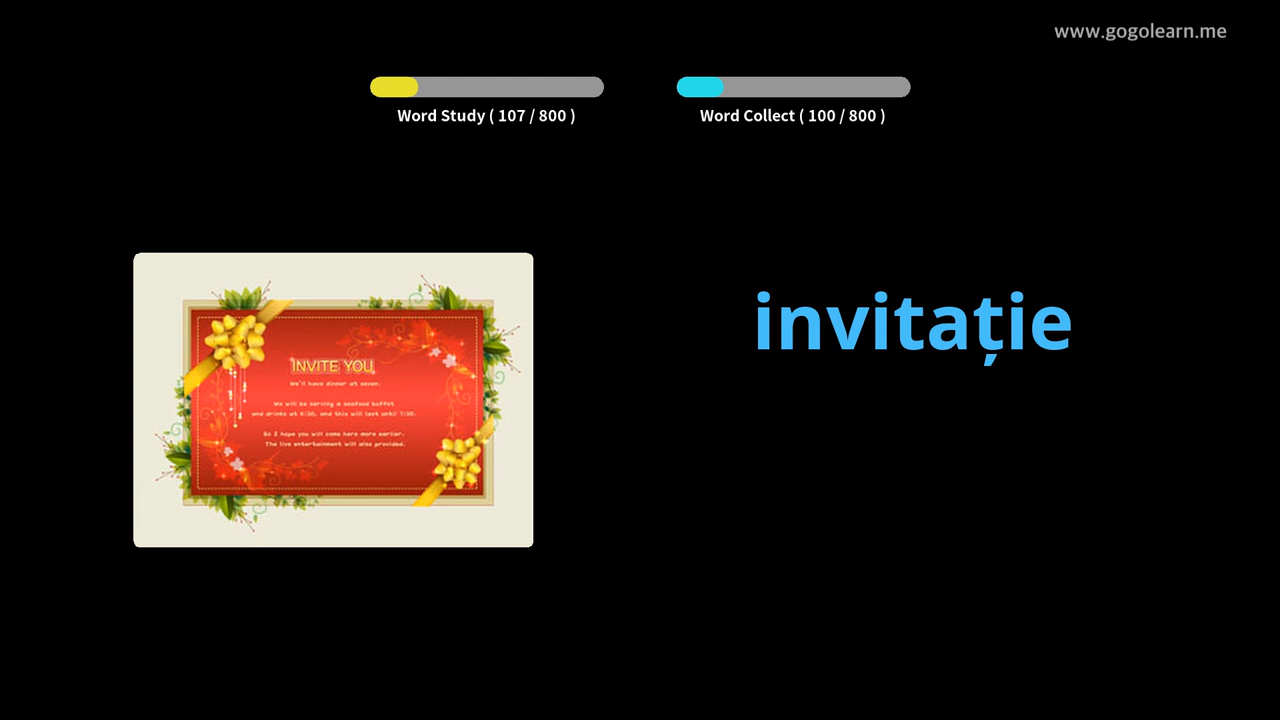 www.gogolearn.me
Word Study ( 107 / 800 )
Word Collect ( 100 / 800 )
invitație
INVITE YOU
We'll have dinner at seven.
We will be serving a seafood buffet
and drinks at 6:30, and this will last until 7:30.
So I hope you will come here more earlier.
The live entertainment will also provided.